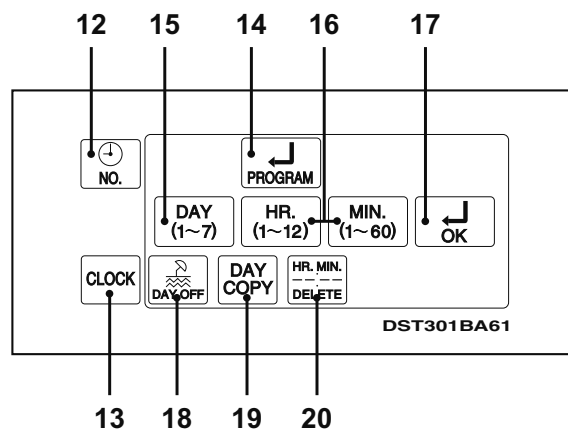 12 15 14 16 17
NO.
PROGRAM
DAY HR. MIN.
(1~7) (1~12) (1~60)
OK
CLOCK
DAY OFF
DAY
COPY
HR. MIN.
DELETE
DST301BA61
13 18 19 20